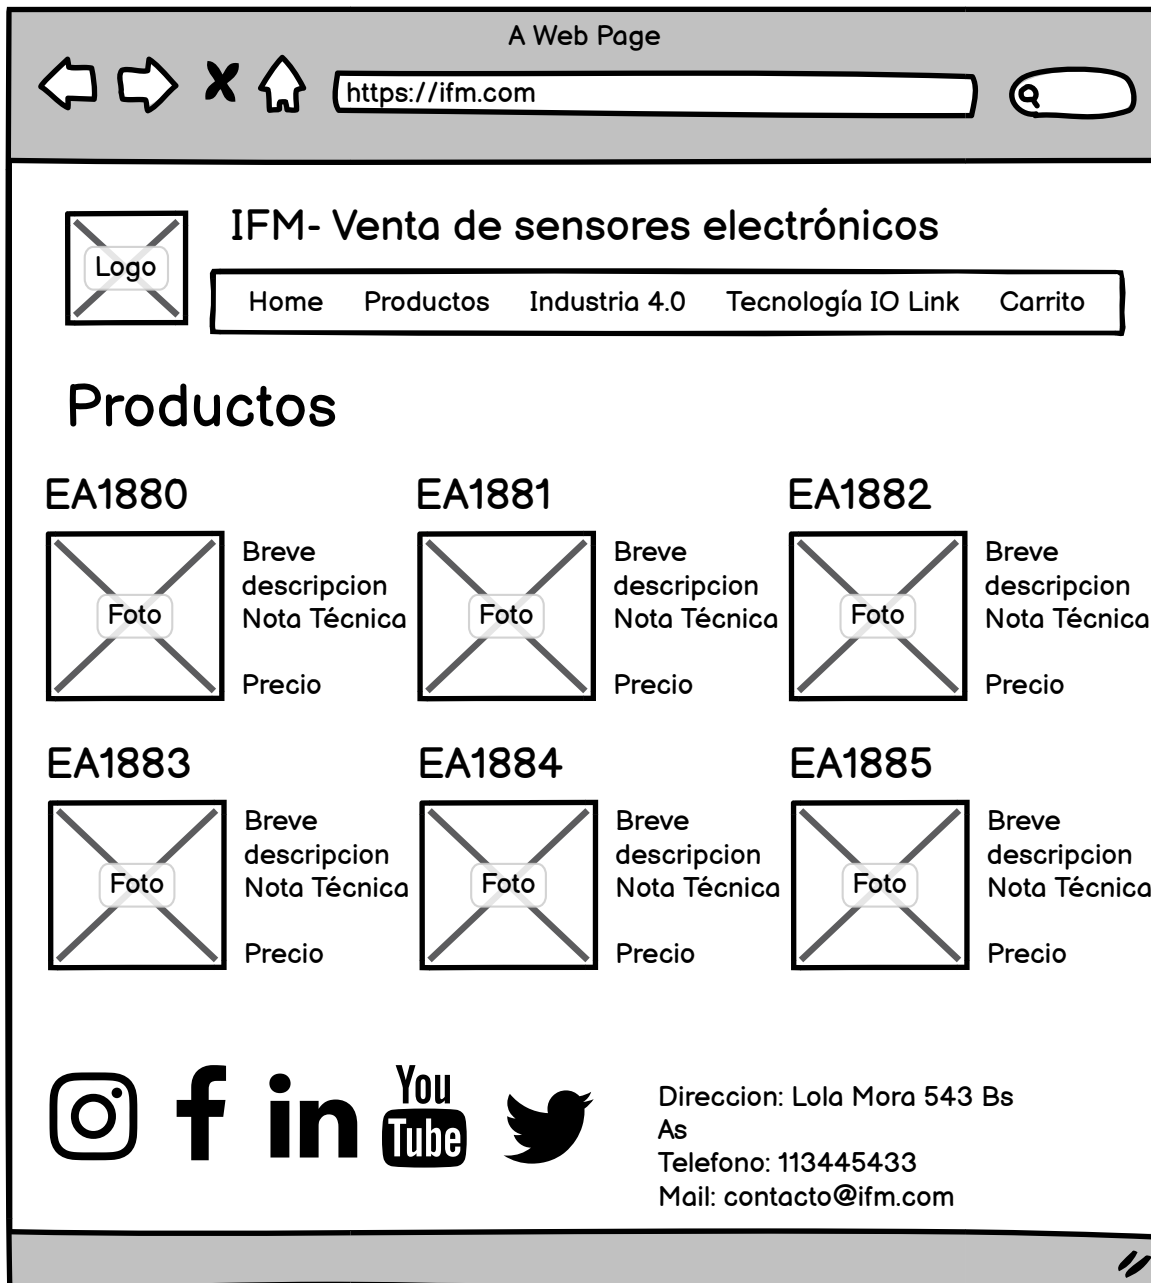 A Web Page
https://ifm.com
Logo
IFM- Venta de sensores electrónicos
Home Productos Industria 4.0 Tecnología IO Link Carrito
Productos
EA1880
Foto
Breve
descripcion
Nota Técnica
Precio
EA1881
Foto
Breve
descripcion
Nota Técnica
Precio
EA1882
Foto
Breve
descripcion
Nota Técnica
Precio
EA1883
Foto
Breve
descripcion
Nota Técnica
Precio
EA1884
Foto
Breve
descripcion
Nota Técnica
Precio
EA1885
Foto
Breve
descripcion
Nota Técnica
Precio
f
in
You
Tube
Direccion: Lola Mora 543 Bs
As
Telefono: 113445433
Mail: contacto@ifm.com